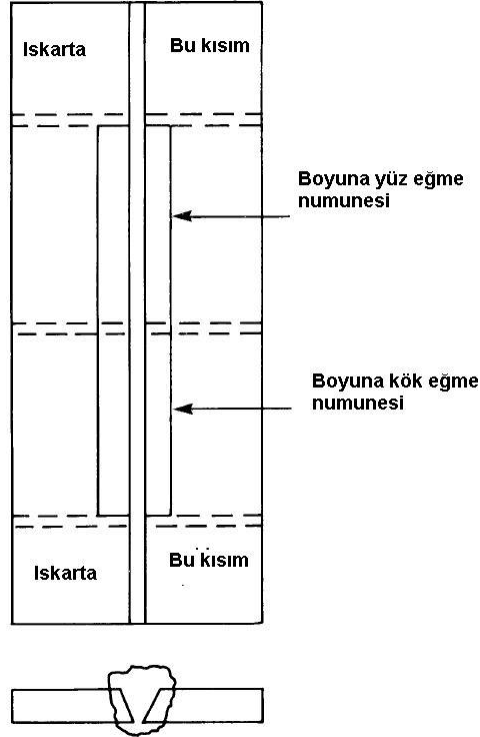 Iskarta Bu kısım
Boyuna yüz eğme
numunesi
Boyuna kök eğme
numunesi
Iskarta Bu kısım